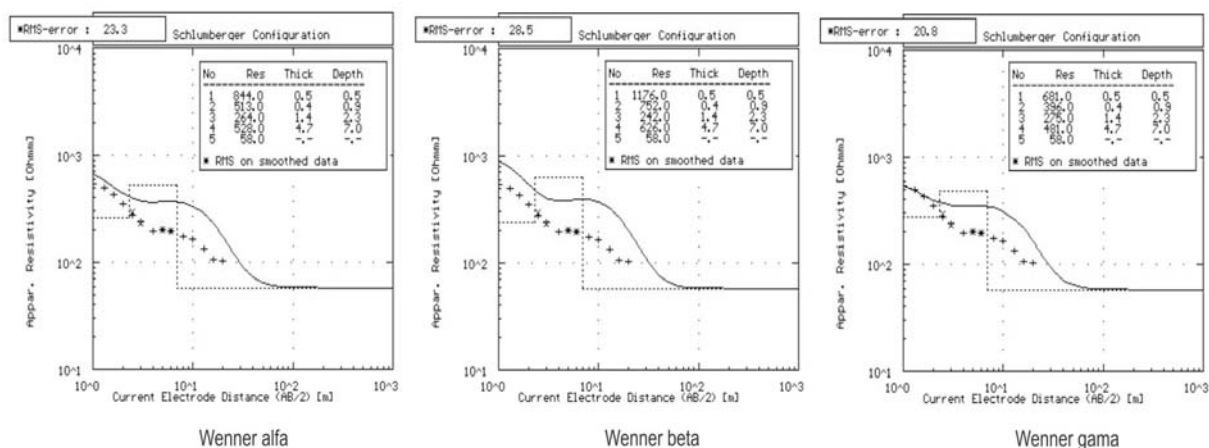 *RMS-error : 23.3
Schlumberger Configuration
10^4
No Res Thick Depth
1 844.0 0.5 0.5
2 513.0 0.4 0.9
3 264.0 1.4 2.3
4 528.0 4.7 7.0
5 58.0 -.- -.-
* RMS on smoothed data
10^3
10^2
10^1
Appar. Resistivity [Ohmm]
10^0 10^1 10^2 10^3
Current Electrode Distance (AB/2) [m]
Wenner alfa
*RMS-error : 28.5
Schlumberger Configuration
10^4
No Res Thick Depth
1 1176.0 0.5 0.5
2 752.0 0.4 0.9
3 242.0 1.4 2.3
4 626.0 4.7 7.0
5 58.0 -.- -.-
* RMS on smoothed data
10^3
10^2
10^1
Appar. Resistivity [Ohmm]
10^0 10^1 10^2 10^3
Current Electrode Distance (AB/2) [m]
Wenner beta
*RMS-error : 20.8
Schlumberger Configuration
10^4
No Res Thick Depth
1 681.0 0.5 0.5
2 396.0 0.4 0.9
3 275.0 1.4 2.3
4 481.0 4.7 7.0
5 58.0 -.- -.-
* RMS on smoothed data
10^3
10^2
10^1
Appar. Resistivity [Ohmm]
10^0 10^1 10^2 10^3
Current Electrode Distance (AB/2) [m]
Wenner gama